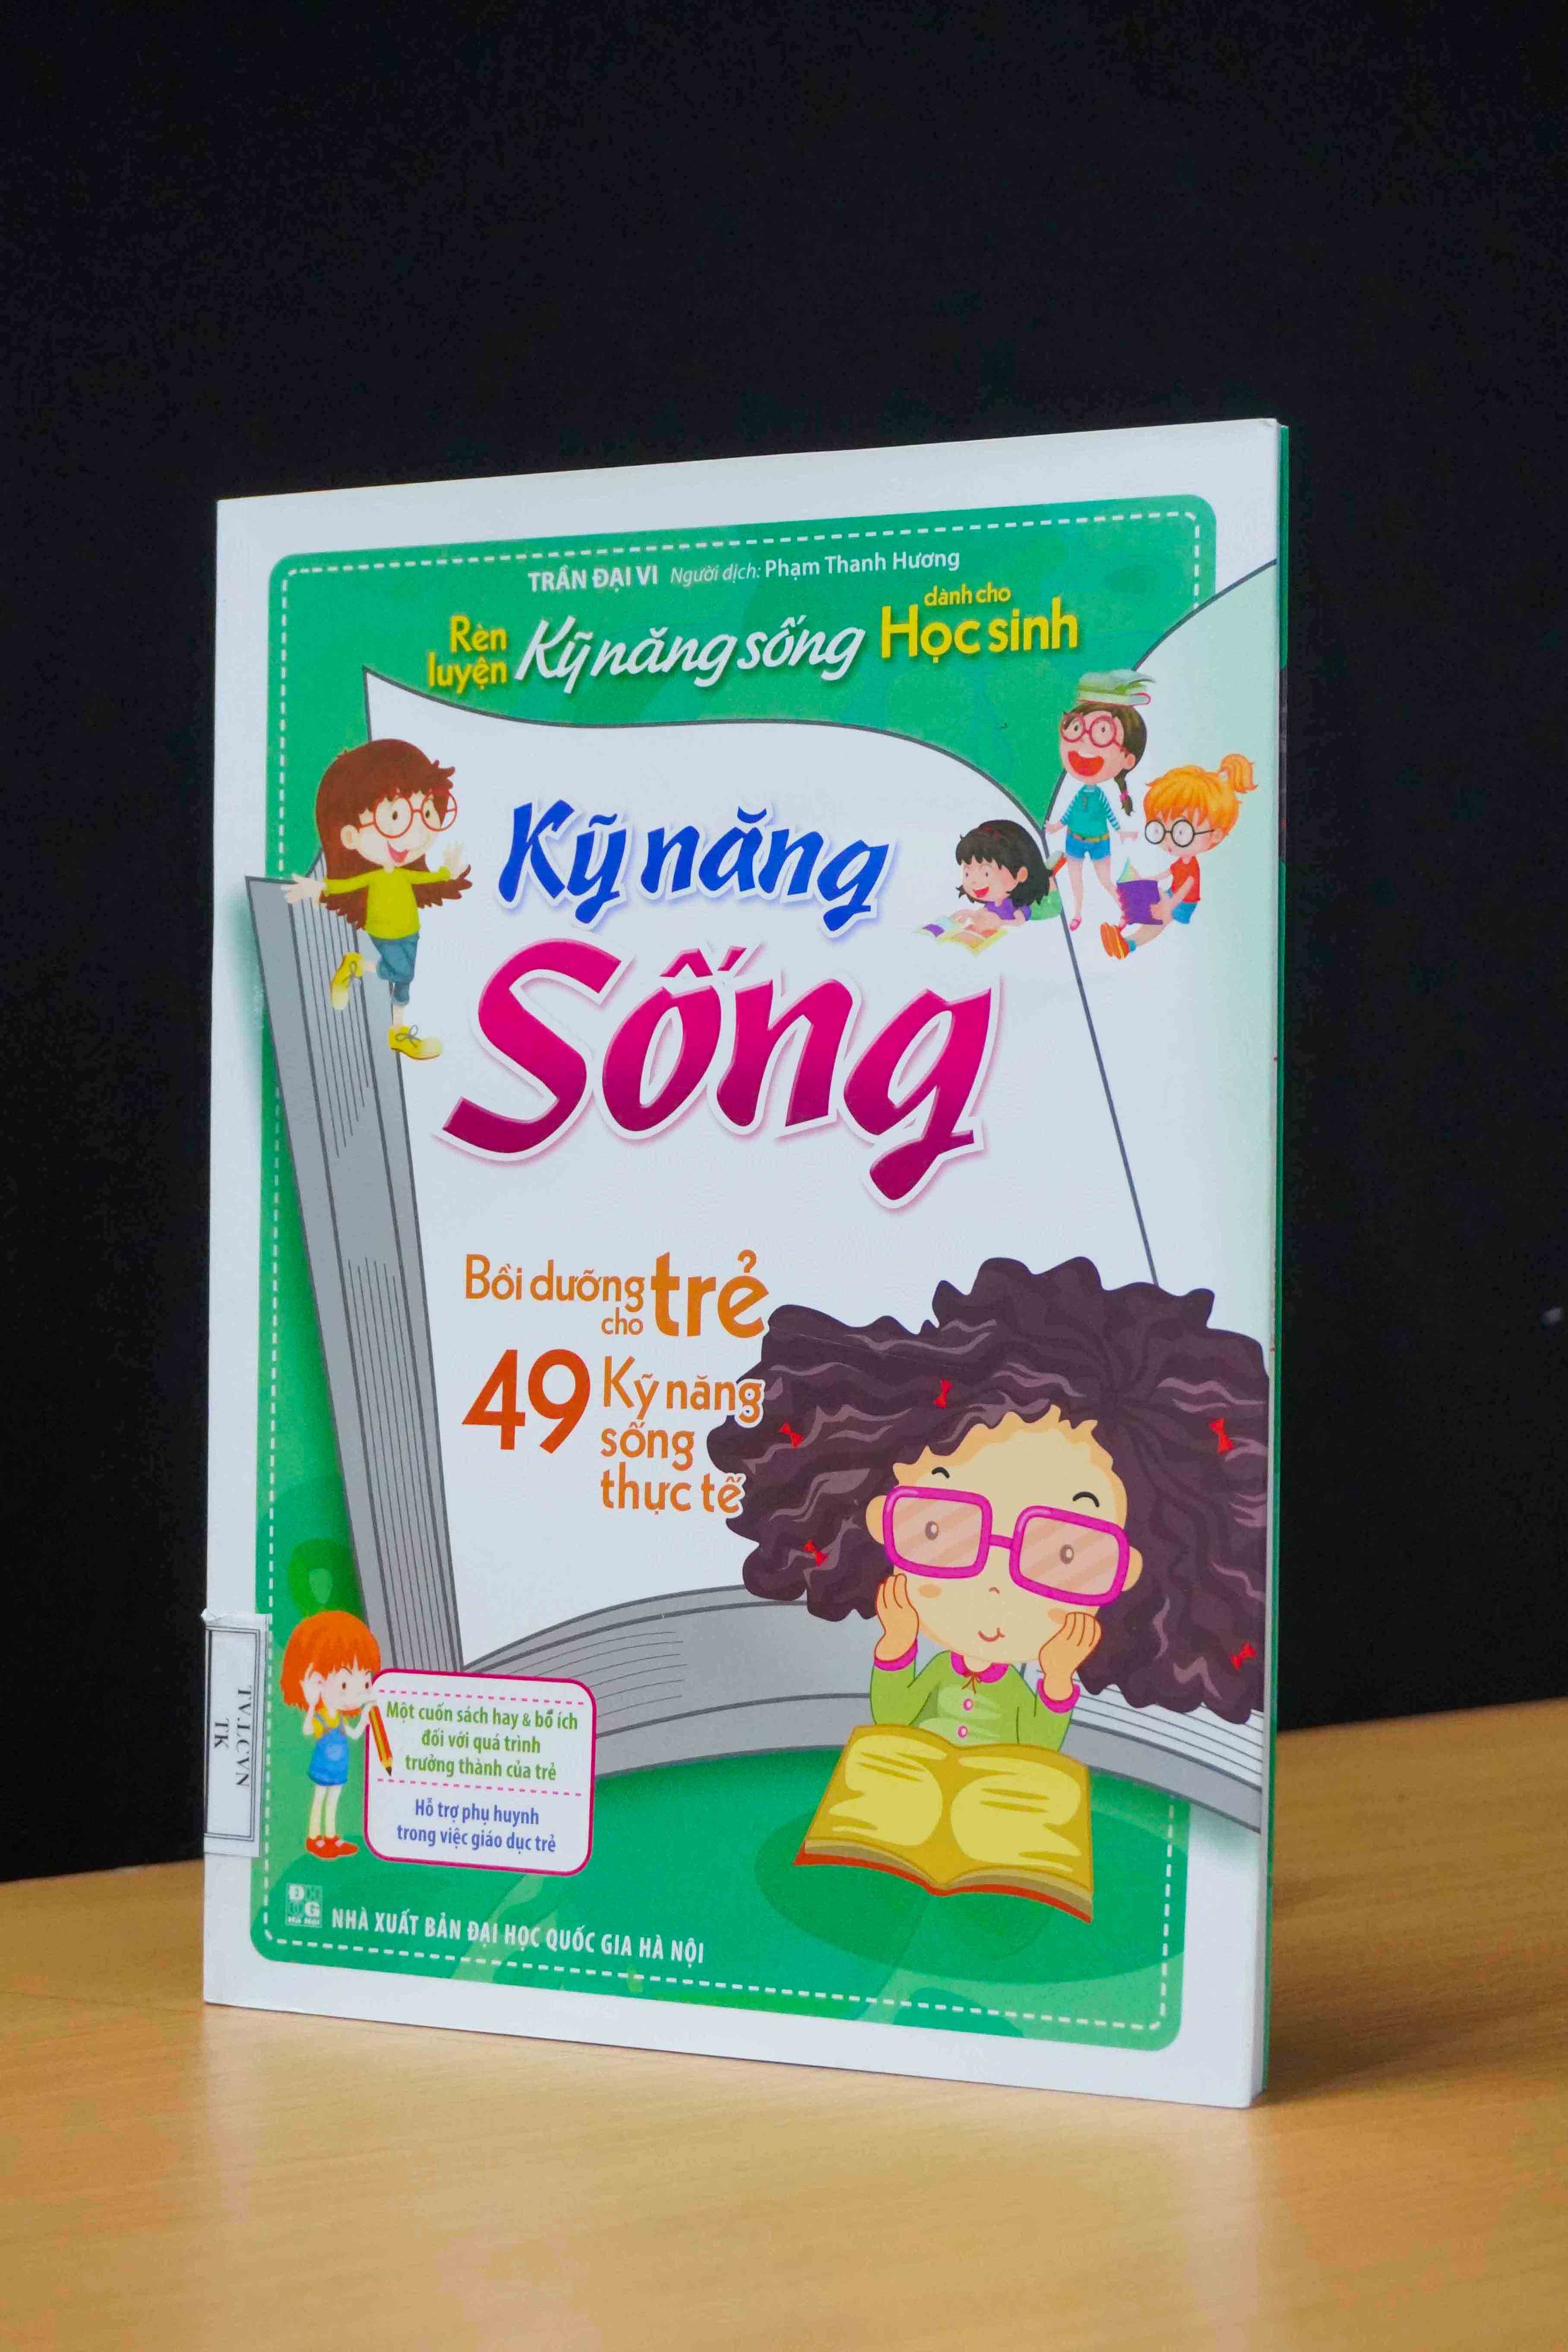 TRẦN ĐẠI VI Người dịch: Phạm Thanh Hương
Rèn luyện Kỹ năng sống dành cho Học sinh
Kỹ năng
Sống
Bồi dưỡng cho trẻ
49 Kỹ năng
sống
thực tế
Một cuốn sách hay & bổ ích
đối với quá trình
trưởng thành của trẻ
Hỗ trợ phụ huynh
trong việc giáo dục trẻ
NHÀ XUẤT BẢN ĐẠI HỌC QUỐC GIA HÀ NỘI
TV.LCVN
TK